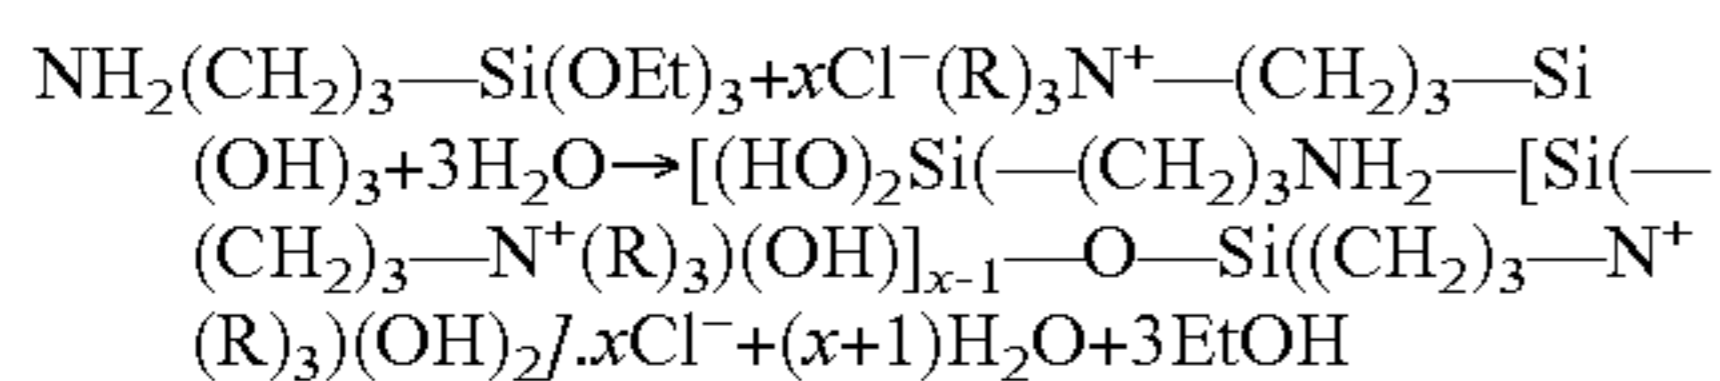 NH₂(CH₂)₃—Si(OEt)₃+xCl⁻(R)₃N⁺—(CH₂)₃—Si
(OH)₃+3H₂O→[(HO)₂Si(—(CH₂)₃NH₂—[Si(—
(CH₂)₃—N⁺(R)₃)(OH)]ₓ₋₁—O—Si((CH₂)₃—N⁺
(R)₃)(OH)₂].xCl⁻+(x+1)H₂O+3EtOH